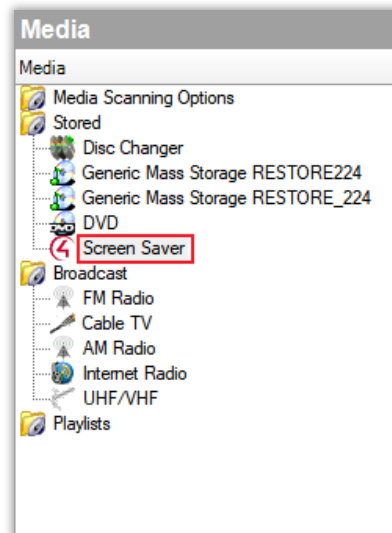 Media
Media
Media Scanning Options
Stored
Disc Changer
Generic Mass Storage RESTORE224
Generic Mass Storage RESTORE_224
DVD
Screen Saver
Broadcast
FM Radio
Cable TV
AM Radio
Internet Radio
UHF/VHF
Playlists